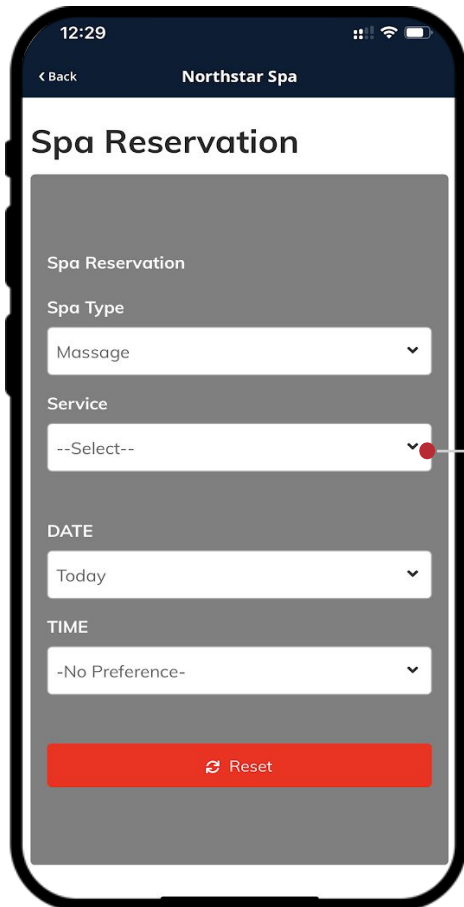 12:29
Back Northstar Spa
Spa Reservation
Spa Reservation
Spa Type
Massage
Service
--Select--
DATE
Today
TIME
-No Preference-
Reset